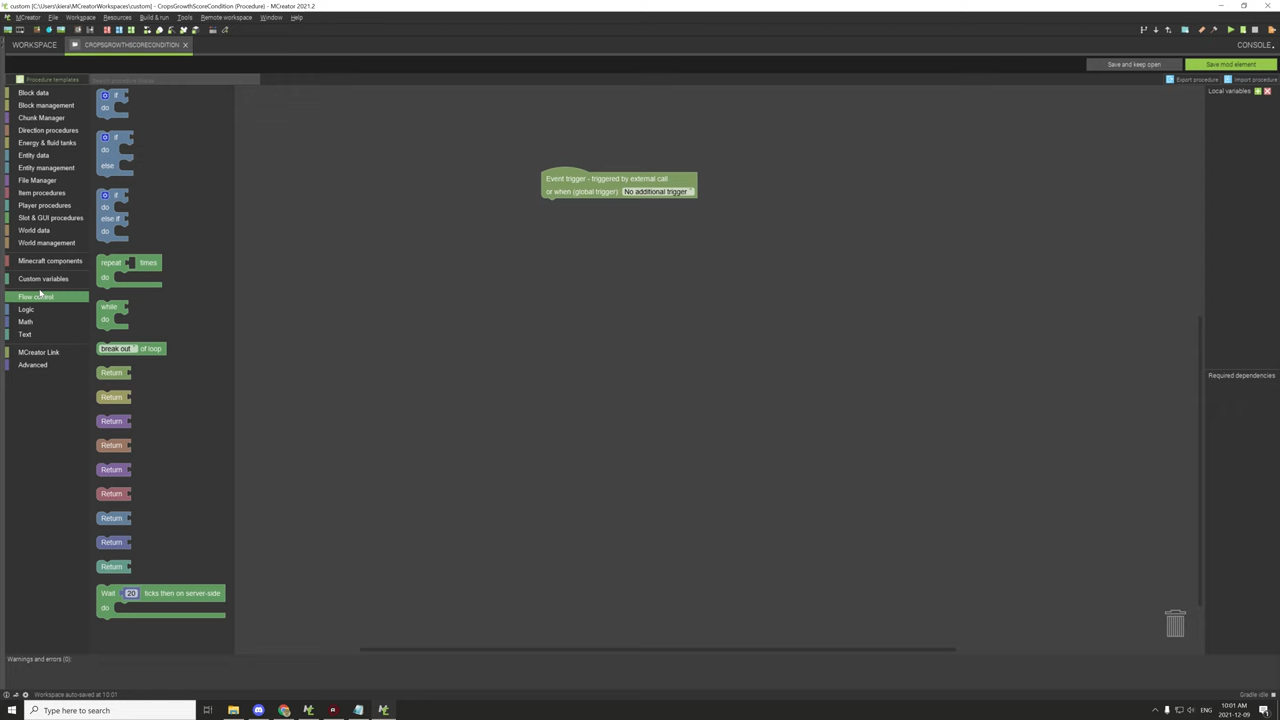 custom [C:\Users\kiera\MCreatorWorkspaces\custom] - CropsGrowthScoreCondition (Procedure) - MCreator 2021.2
MCreator File Workspace Resources Build & run Tools Remote workspace Window Help
WORKSPACE CROPSGROWTHSCORECONDITION CONSOLE
Save and keep open Save mod element
Procedure templates Search procedure blocks Export procedure Import procedure
Local variables
Block data
Block management
Chunk Manager
Direction procedures
Energy & fluid tanks
Entity data
Entity management
File Manager
Item procedures
Player procedures
Slot & GUI procedures
World data
World management
Minecraft components
Custom variables
Flow control
Logic
Math
Text
MCreator Link
Advanced
if
do
if
do
else
if
do
else if
do
repeat times
do
while
do
break out of loop
Return
Return
Return
Return
Return
Return
Return
Return
Return
Wait 20 ticks then on server-side
do
Event trigger - triggered by external call
or when (global trigger): No additional trigger
Required dependencies
Warnings and errors (0):
Workspace auto-saved at 10:01 Gradle idle
Type here to search
ENG
10:01 AM
2021-12-09